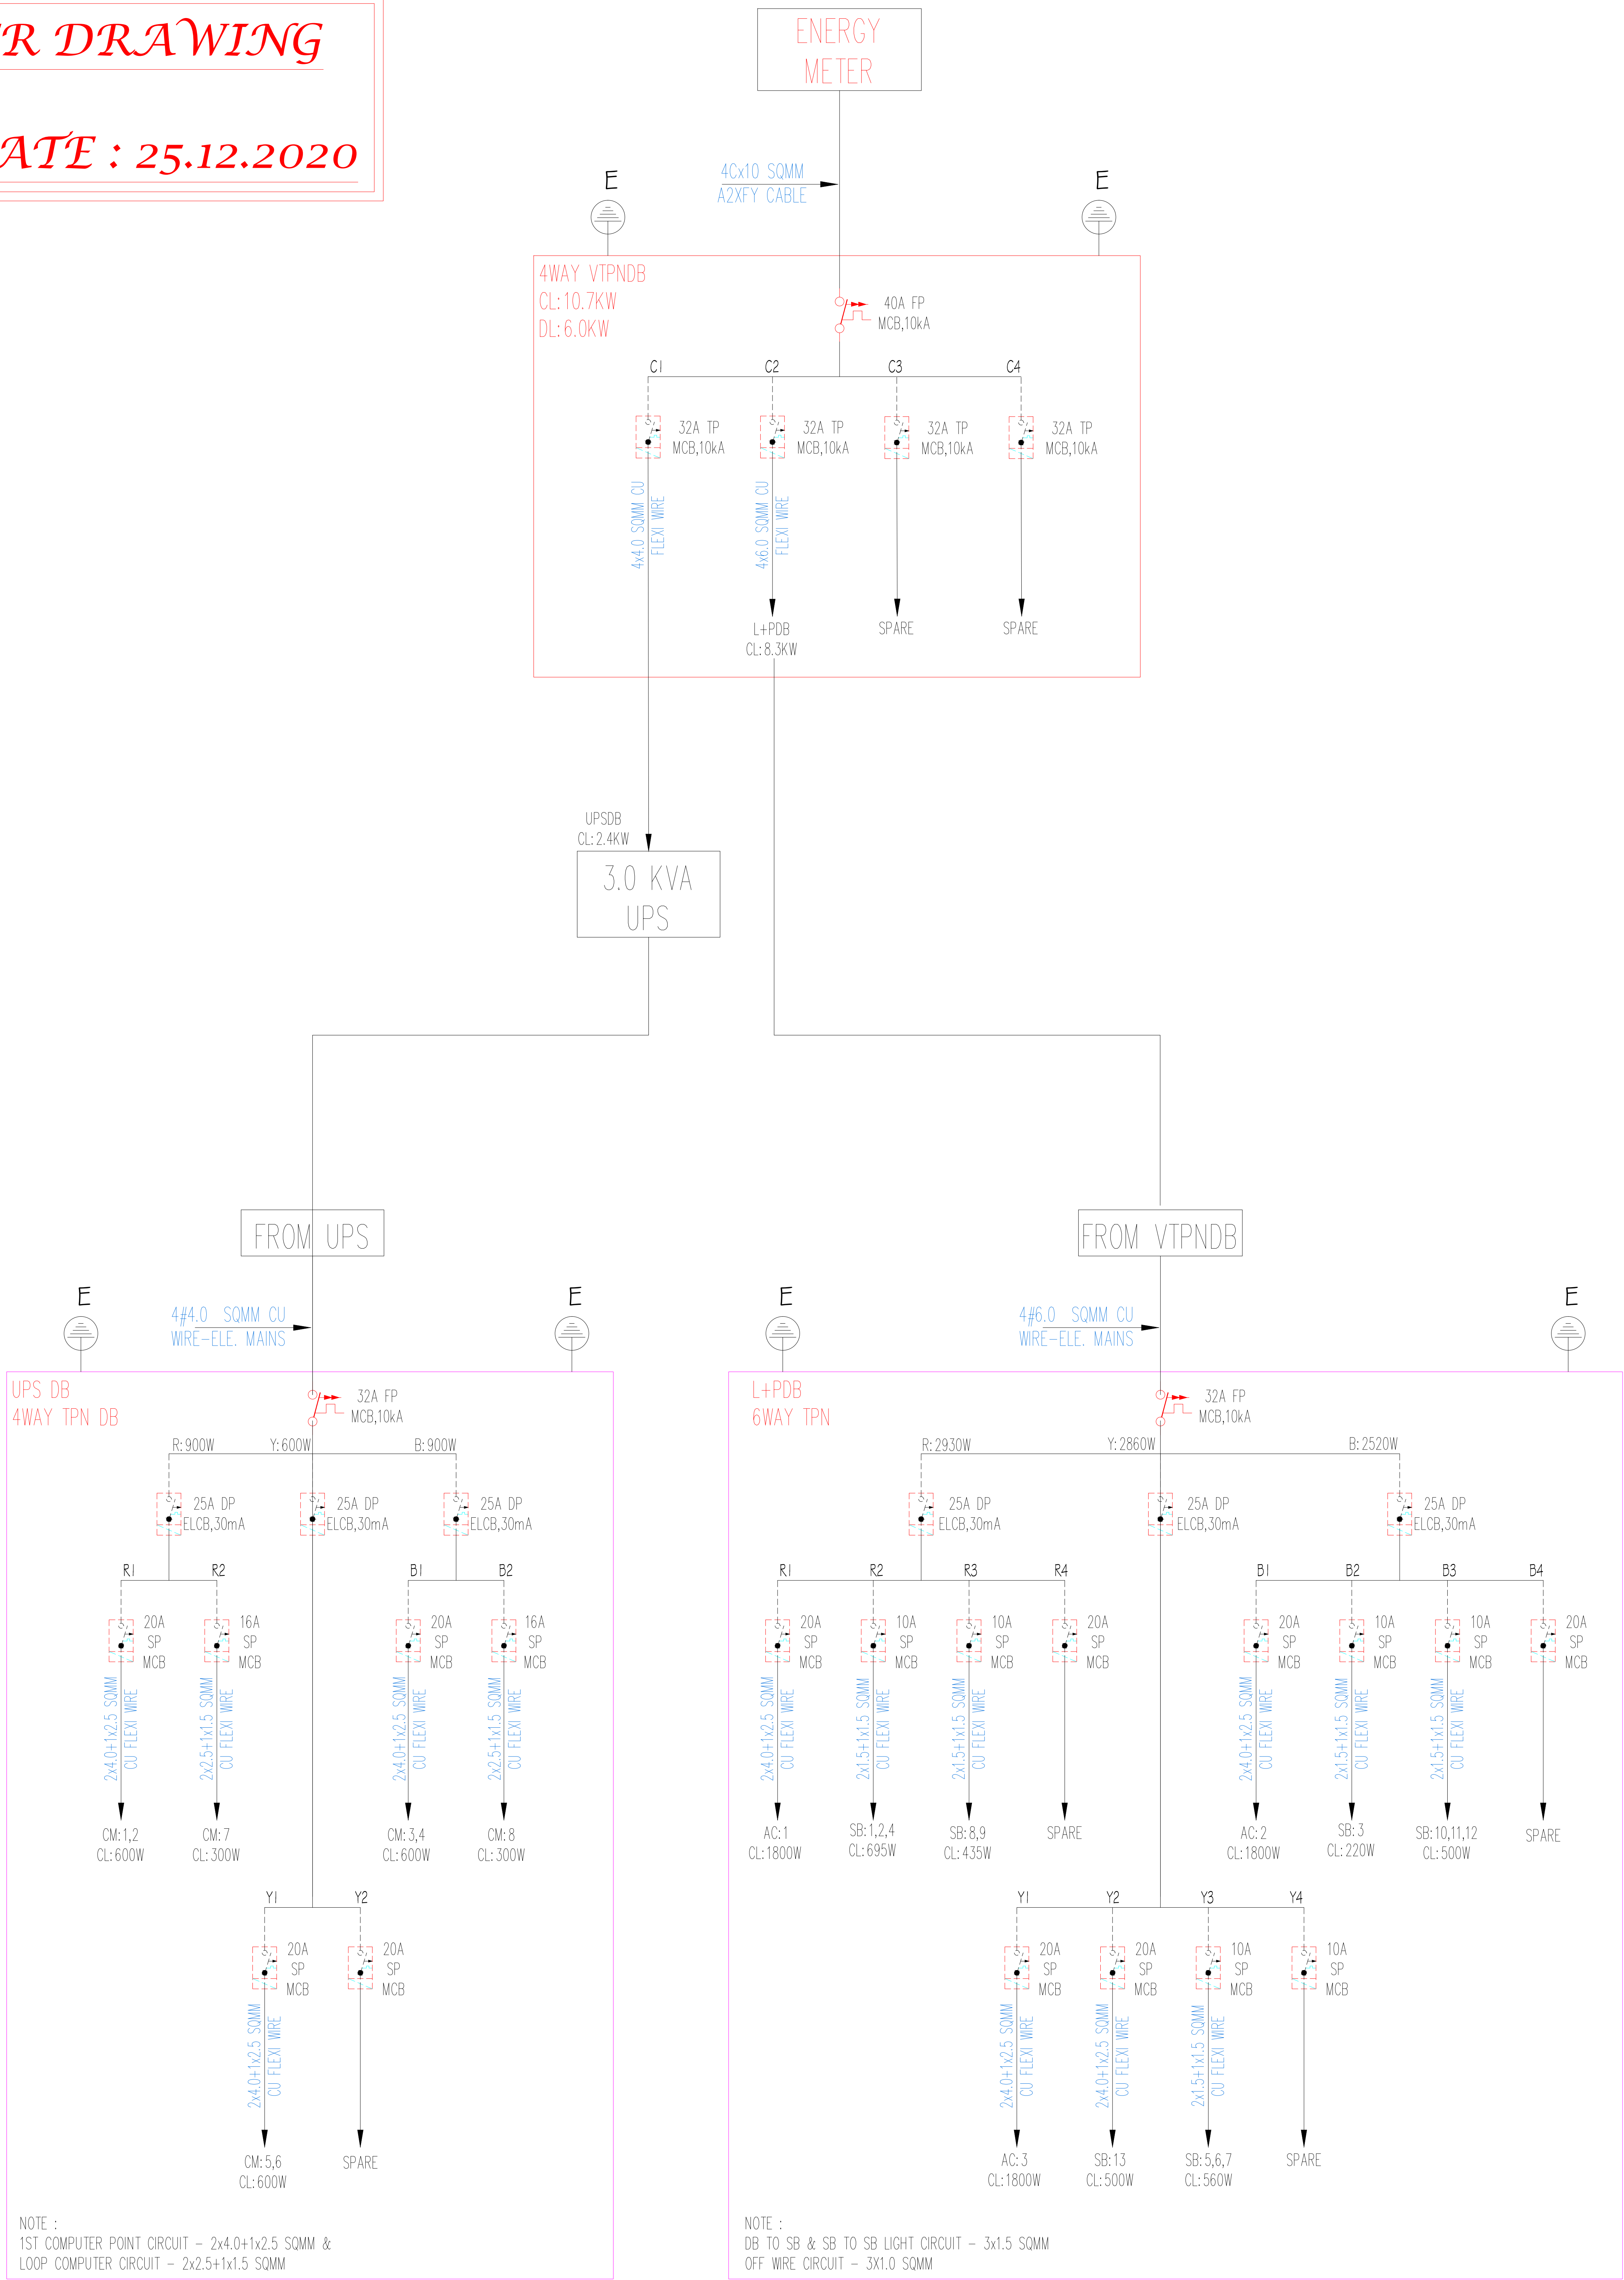 R DRAWING
ATE : 25.12.2020
ENERGY
METER
4Cx10 SQMM
A2XFY CABLE
E
E
4WAY VTPNDB
CL:10.7KW
DL:6.0KW
40A FP
MCB,10kA
C1
C2
C3
C4
32A TP
MCB,10kA
32A TP
MCB,10kA
32A TP
MCB,10kA
32A TP
MCB,10kA
4x4.0 SQMM CU
FLEXI WIRE
4x6.0 SQMM CU
FLEXI WIRE
L+PDB
CL:8.3KW
SPARE
SPARE
UPSDB
CL:2.4KW
3.0 KVA
UPS
FROM UPS
FROM VTPNDB
E
4#4.0 SQMM CU
WIRE-ELE. MAINS
E
E
4#6.0 SQMM CU
WIRE-ELE. MAINS
E
UPS DB
4WAY TPN DB
32A FP
MCB,10kA
R:900W
Y:600W
B:900W
25A DP
ELCB,30mA
25A DP
ELCB,30mA
25A DP
ELCB,30mA
R1
R2
B1
B2
20A
SP
MCB
16A
SP
MCB
20A
SP
MCB
16A
SP
MCB
2x4.0+1x2.5 SQMM
CU FLEXI WIRE
2x2.5+1x1.5 SQMM
CU FLEXI WIRE
2x4.0+1x2.5 SQMM
CU FLEXI WIRE
2x2.5+1x1.5 SQMM
CU FLEXI WIRE
CM:1,2
CL:600W
CM:7
CL:300W
CM:3,4
CL:600W
CM:8
CL:300W
Y1
Y2
20A
SP
MCB
20A
SP
MCB
2x4.0+1x2.5 SQMM
CU FLEXI WIRE
CM:5,6
CL:600W
SPARE
NOTE :
1ST COMPUTER POINT CIRCUIT - 2x4.0+1x2.5 SQMM &
LOOP COMPUTER CIRCUIT - 2x2.5+1x1.5 SQMM
L+PDB
6WAY TPN
32A FP
MCB,10kA
R:2930W
Y:2860W
B:2520W
25A DP
ELCB,30mA
25A DP
ELCB,30mA
25A DP
ELCB,30mA
R1
R2
R3
R4
B1
B2
B3
B4
20A
SP
MCB
10A
SP
MCB
10A
SP
MCB
20A
SP
MCB
20A
SP
MCB
10A
SP
MCB
10A
SP
MCB
20A
SP
MCB
2x4.0+1x2.5 SQMM
CU FLEXI WIRE
2x1.5+1x1.5 SQMM
CU FLEXI WIRE
2x1.5+1x1.5 SQMM
CU FLEXI WIRE
2x4.0+1x2.5 SQMM
CU FLEXI WIRE
2x1.5+1x1.5 SQMM
CU FLEXI WIRE
2x1.5+1x1.5 SQMM
CU FLEXI WIRE
AC:1
CL:1800W
SB:1,2,4
CL:695W
SB:8,9
CL:435W
SPARE
AC:2
CL:1800W
SB:3
CL:220W
SB:10,11,12
CL:500W
SPARE
Y1
Y2
Y3
Y4
20A
SP
MCB
20A
SP
MCB
10A
SP
MCB
10A
SP
MCB
2x4.0+1x2.5 SQMM
CU FLEXI WIRE
2x4.0+1x2.5 SQMM
CU FLEXI WIRE
2x1.5+1x1.5 SQMM
CU FLEXI WIRE
AC:3
CL:1800W
SB:13
CL:500W
SB:5,6,7
CL:560W
SPARE
NOTE :
DB TO SB & SB TO SB LIGHT CIRCUIT - 3x1.5 SQMM
OFF WIRE CIRCUIT - 3X1.0 SQMM